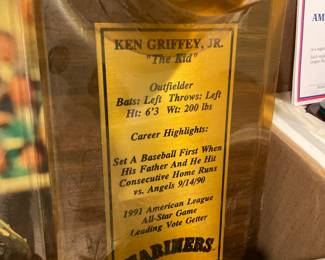 KEN GRIFFEY, JR.
"The Kid"
Outfielder
Bats: Left Throws: Left
Ht: 6'3 Wt: 200 lbs
Career Highlights:
Set A Baseball First When
His Father And He Hit
Consecutive Home Runs
vs. Angels 9/14/90
1991 American League
All-Star Game
Leading Vote Getter
MARINERS
AM